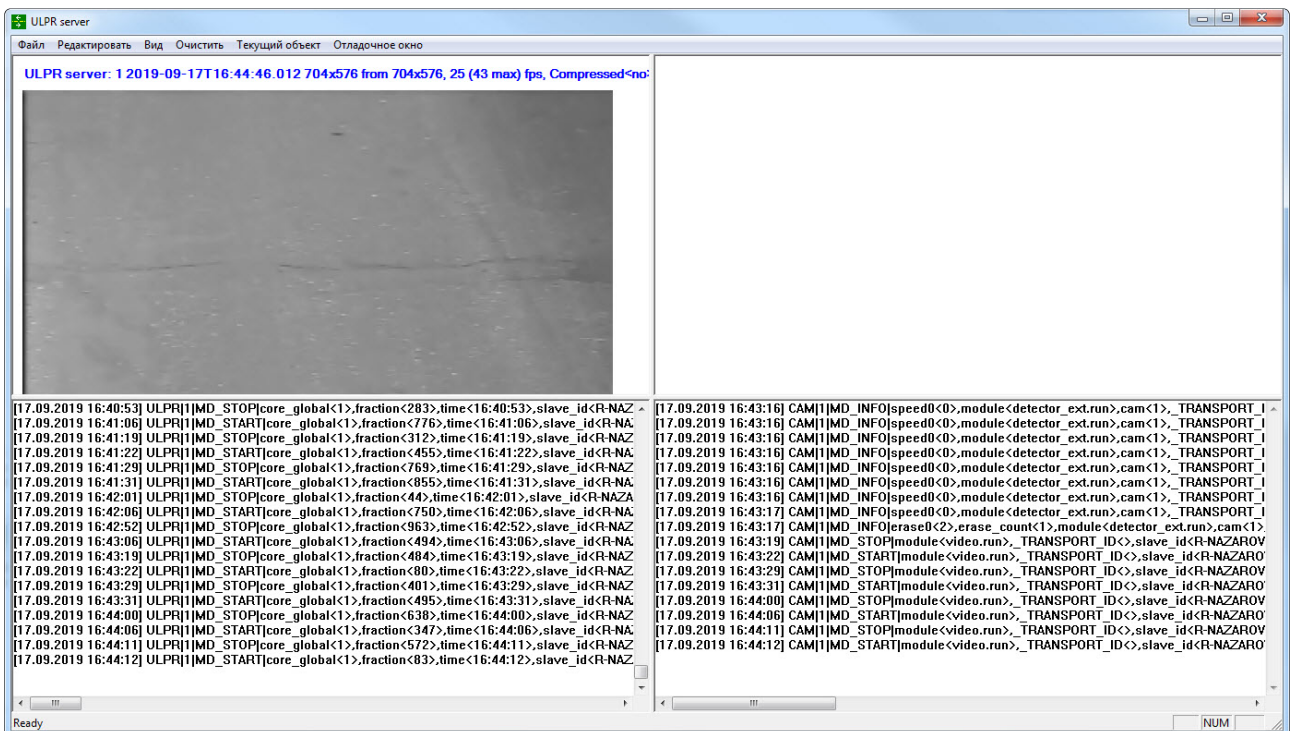 ULPR server
Файл Редактировать Вид Очистить Текущий объект Отладочное окно
ULPR server: 1 2019-09-17T16:44:46.012 704x576 from 704x576, 25 (43 max) fps, Compressed<no>
[17.09.2019 16:40:53] ULPR|1|MD_STOP|core_global<1>,fraction<283>,time<16:40:53>,slave_id<R-NAZ
[17.09.2019 16:41:06] ULPR|1|MD_START|core_global<1>,fraction<776>,time<16:41:06>,slave_id<R-NA
[17.09.2019 16:41:19] ULPR|1|MD_STOP|core_global<1>,fraction<312>,time<16:41:19>,slave_id<R-NAZ
[17.09.2019 16:41:22] ULPR|1|MD_START|core_global<1>,fraction<455>,time<16:41:22>,slave_id<R-NA
[17.09.2019 16:41:29] ULPR|1|MD_STOP|core_global<1>,fraction<769>,time<16:41:29>,slave_id<R-NAZ
[17.09.2019 16:41:31] ULPR|1|MD_START|core_global<1>,fraction<855>,time<16:41:31>,slave_id<R-NA
[17.09.2019 16:42:01] ULPR|1|MD_STOP|core_global<1>,fraction<44>,time<16:42:01>,slave_id<R-NAZA
[17.09.2019 16:42:06] ULPR|1|MD_START|core_global<1>,fraction<750>,time<16:42:06>,slave_id<R-NA
[17.09.2019 16:42:52] ULPR|1|MD_STOP|core_global<1>,fraction<963>,time<16:42:52>,slave_id<R-NAZ
[17.09.2019 16:43:06] ULPR|1|MD_START|core_global<1>,fraction<494>,time<16:43:06>,slave_id<R-NA
[17.09.2019 16:43:19] ULPR|1|MD_STOP|core_global<1>,fraction<484>,time<16:43:19>,slave_id<R-NAZ
[17.09.2019 16:43:22] ULPR|1|MD_START|core_global<1>,fraction<80>,time<16:43:22>,slave_id<R-NAZ
[17.09.2019 16:43:29] ULPR|1|MD_STOP|core_global<1>,fraction<401>,time<16:43:29>,slave_id<R-NAZ
[17.09.2019 16:43:31] ULPR|1|MD_START|core_global<1>,fraction<495>,time<16:43:31>,slave_id<R-NA
[17.09.2019 16:44:00] ULPR|1|MD_STOP|core_global<1>,fraction<638>,time<16:44:00>,slave_id<R-NAZ
[17.09.2019 16:44:06] ULPR|1|MD_START|core_global<1>,fraction<347>,time<16:44:06>,slave_id<R-NA
[17.09.2019 16:44:11] ULPR|1|MD_STOP|core_global<1>,fraction<572>,time<16:44:11>,slave_id<R-NAZ
[17.09.2019 16:44:12] ULPR|1|MD_START|core_global<1>,fraction<83>,time<16:44:12>,slave_id<R-NAZ
[17.09.2019 16:43:16] CAM|1|MD_INFO|speed0<0>,module<detector_ext.run>,cam<1>,_TRANSPORT_I
[17.09.2019 16:43:16] CAM|1|MD_INFO|speed0<0>,module<detector_ext.run>,cam<1>,_TRANSPORT_I
[17.09.2019 16:43:16] CAM|1|MD_INFO|speed0<0>,module<detector_ext.run>,cam<1>,_TRANSPORT_I
[17.09.2019 16:43:16] CAM|1|MD_INFO|speed0<0>,module<detector_ext.run>,cam<1>,_TRANSPORT_I
[17.09.2019 16:43:16] CAM|1|MD_INFO|speed0<0>,module<detector_ext.run>,cam<1>,_TRANSPORT_I
[17.09.2019 16:43:16] CAM|1|MD_INFO|speed0<0>,module<detector_ext.run>,cam<1>,_TRANSPORT_I
[17.09.2019 16:43:16] CAM|1|MD_INFO|speed0<0>,module<detector_ext.run>,cam<1>,_TRANSPORT_I
[17.09.2019 16:43:17] CAM|1|MD_INFO|speed0<0>,module<detector_ext.run>,cam<1>,_TRANSPORT_I
[17.09.2019 16:43:17] CAM|1|MD_INFO|erase0<2>,erase_count<1>,module<detector_ext.run>,cam<1>,
[17.09.2019 16:43:19] CAM|1|MD_STOP|module<video.run>,_TRANSPORT_ID<>,slave_id<R-NAZAROV
[17.09.2019 16:43:22] CAM|1|MD_START|module<video.run>,_TRANSPORT_ID<>,slave_id<R-NAZARO
[17.09.2019 16:43:29] CAM|1|MD_STOP|module<video.run>,_TRANSPORT_ID<>,slave_id<R-NAZAROV
[17.09.2019 16:43:31] CAM|1|MD_START|module<video.run>,_TRANSPORT_ID<>,slave_id<R-NAZARO
[17.09.2019 16:44:00] CAM|1|MD_STOP|module<video.run>,_TRANSPORT_ID<>,slave_id<R-NAZAROV
[17.09.2019 16:44:06] CAM|1|MD_START|module<video.run>,_TRANSPORT_ID<>,slave_id<R-NAZARO
[17.09.2019 16:44:11] CAM|1|MD_STOP|module<video.run>,_TRANSPORT_ID<>,slave_id<R-NAZAROV
[17.09.2019 16:44:12] CAM|1|MD_START|module<video.run>,_TRANSPORT_ID<>,slave_id<R-NAZARO
Ready
NUM